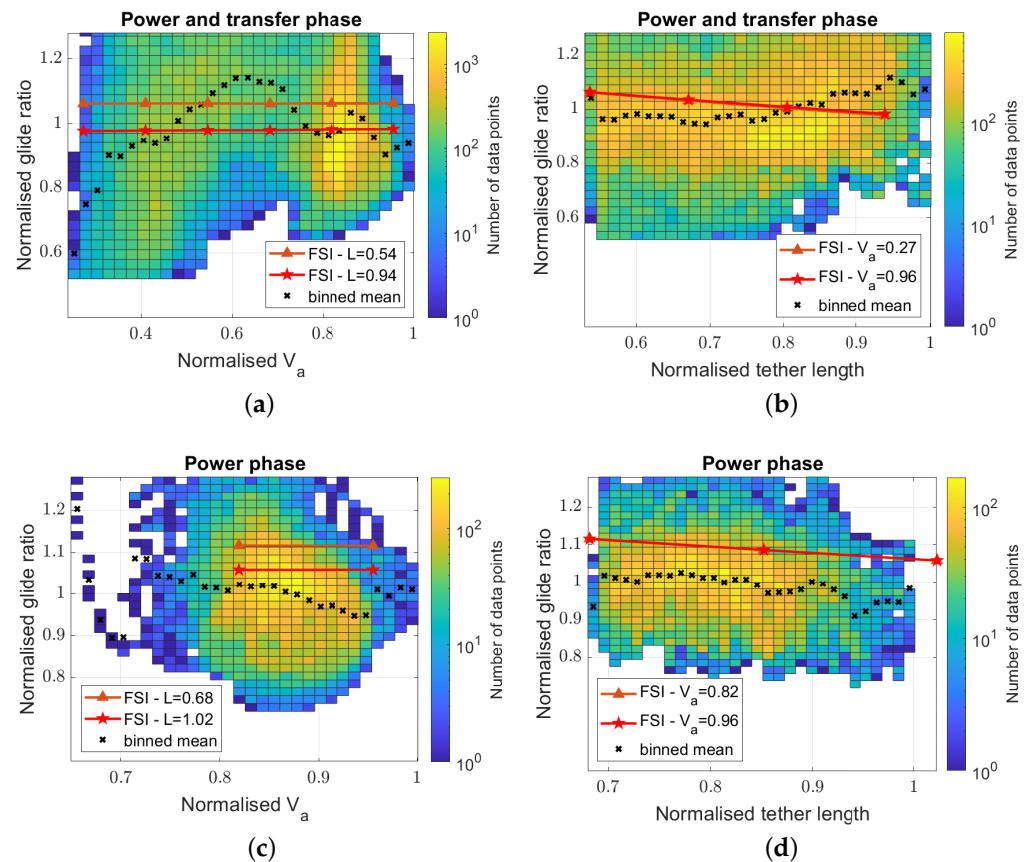 Power and transfer phase
Normalised glide ratio
1.2
1
0.8
0.6
0.4
0.6
0.8
1
Normalised V_a
FSI - L=0.54
FSI - L=0.94
binned mean
10^3
10^2
10^1
10^0
Number of data points
(a)
Power and transfer phase
Normalised glide ratio
1.2
1
0.8
0.6
0.6
0.7
0.8
0.9
1
Normalised tether length
FSI - V_a=0.27
FSI - V_a=0.96
binned mean
10^2
10^1
10^0
Number of data points
(b)
Power phase
Normalised glide ratio
1.2
1.1
1
0.9
0.8
0.7
0.8
0.9
1
Normalised V_a
FSI - L=0.68
FSI - L=1.02
binned mean
10^2
10^1
10^0
Number of data points
(c)
Power phase
Normalised glide ratio
1.2
1.1
1
0.9
0.8
0.7
0.8
0.9
1
Normalised tether length
FSI - V_a=0.82
FSI - V_a=0.96
binned mean
10^2
10^1
10^0
Number of data points
(d)